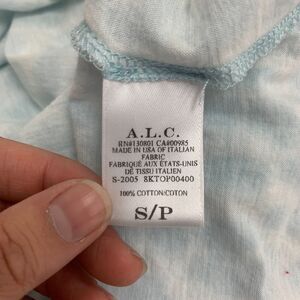 A.L.C.
RN#130801 CA#00985
MADE IN USA OF ITALIAN
FABRIC
FABRIQUÉ AUX ÉTATS-UNIS
DE TISSU ITALIEN
S-2005 8KTOP00400
100% COTTON/COTON
S/P